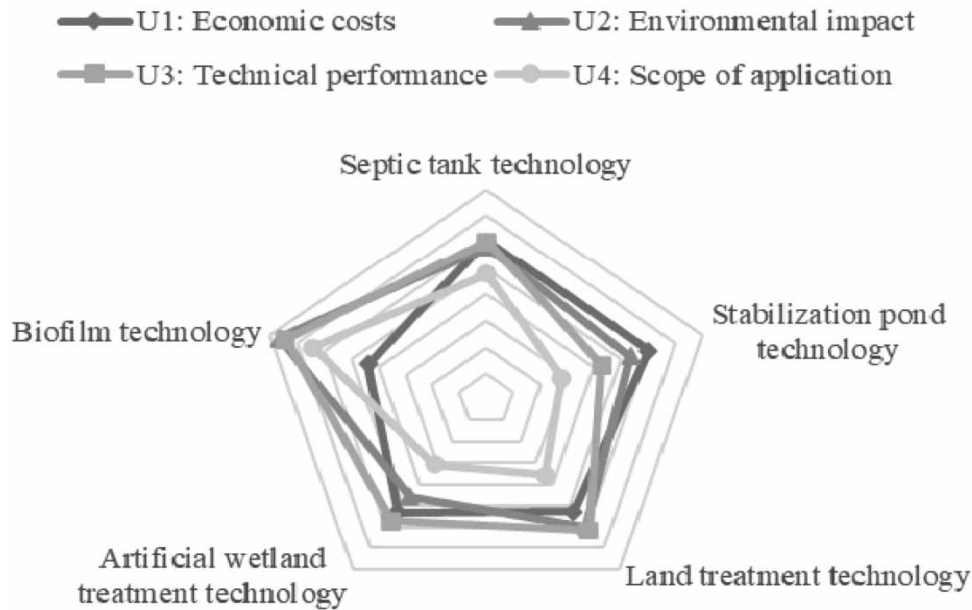 U1: Economic costs
U2: Environmental impact
U3: Technical performance
U4: Scope of application
Septic tank technology
Biofilm technology
Stabilization pond
technology
Artificial wetland
treatment technology
Land treatment technology